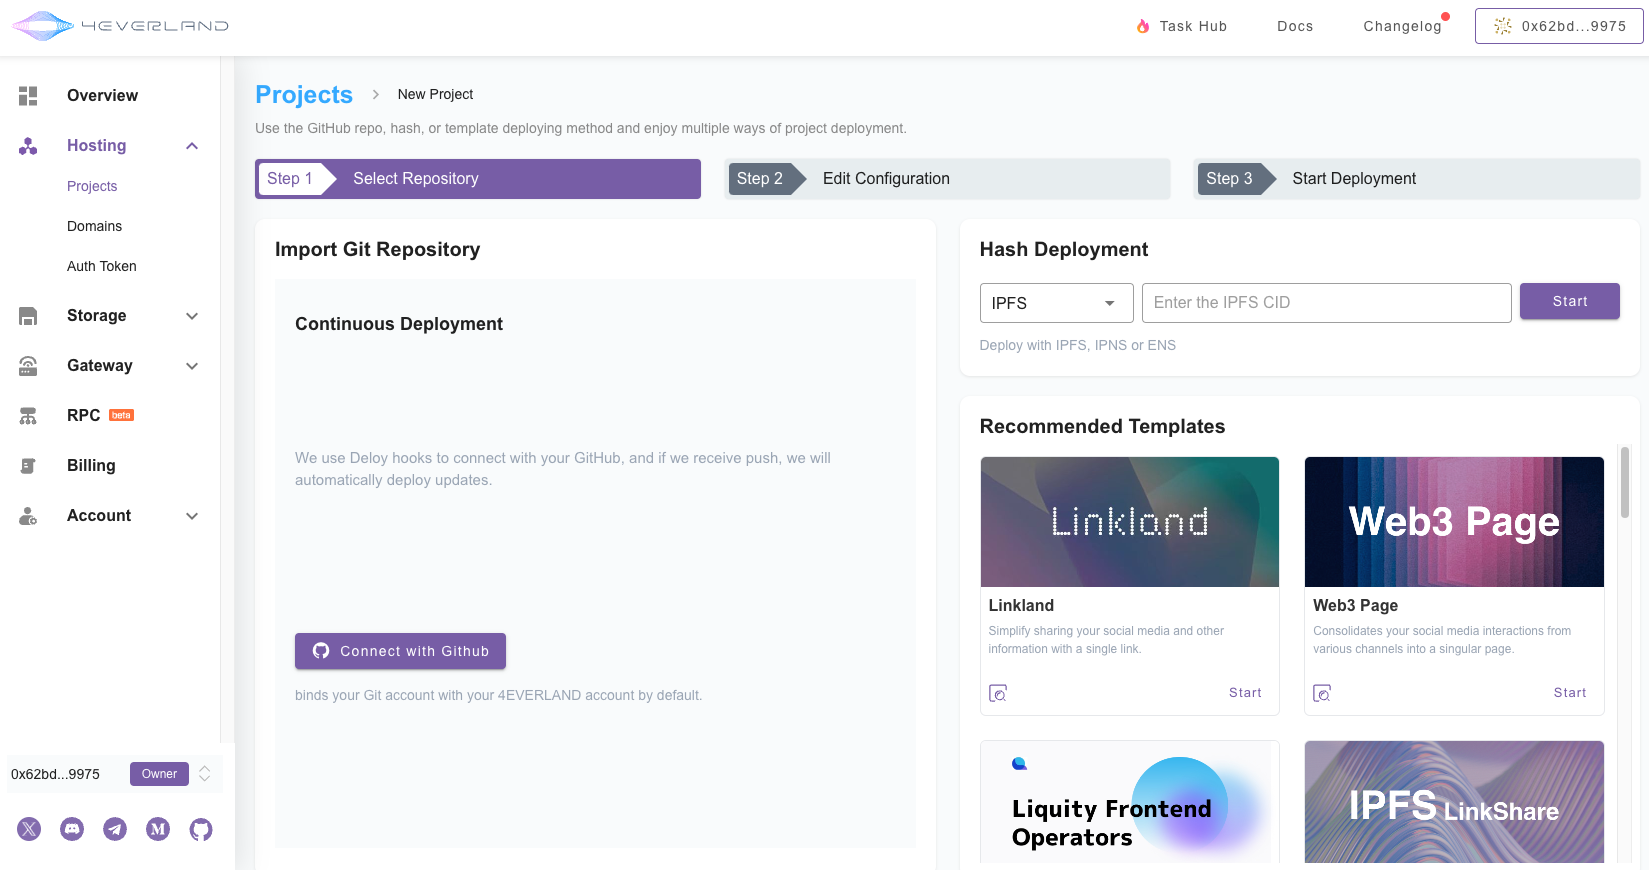 4EVERLAND
Task Hub
Docs
Changelog
0x62bd...9975
Overview
Hosting
Projects
Domains
Auth Token
Storage
Gateway
RPC beta
Billing
Account
0x62bd...9975
Owner
Projects
New Project
Use the GitHub repo, hash, or template deploying method and enjoy multiple ways of project deployment.
Step 1
Select Repository
Step 2
Edit Configuration
Step 3
Start Deployment
Import Git Repository
Continuous Deployment
We use Deloy hooks to connect with your GitHub, and if we receive push, we will
automatically deploy updates.
Connect with Github
binds your Git account with your 4EVERLAND account by default.
Hash Deployment
IPFS
Enter the IPFS CID
Start
Deploy with IPFS, IPNS or ENS
Recommended Templates
Linkland
Linkland
Simplify sharing your social media and other
information with a single link.
Start
Web3 Page
Web3 Page
Consolidates your social media interactions from
various channels into a singular page.
Start
Liquity Frontend
Operators
IPFS LinkShare